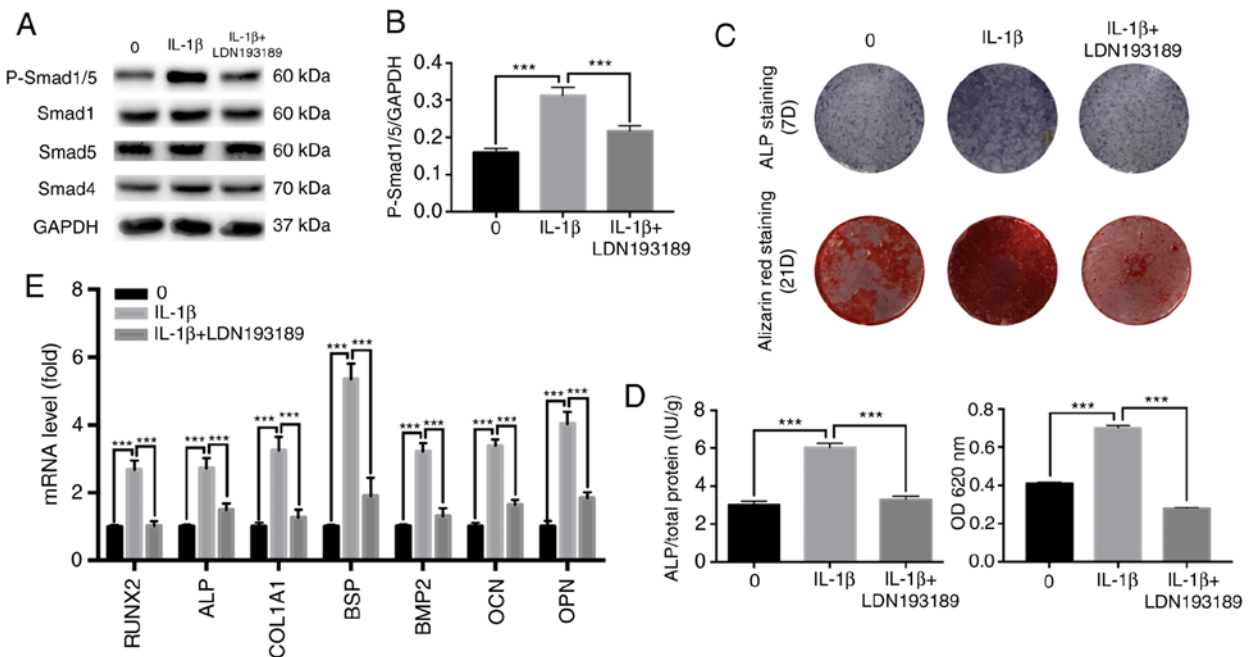 A
0 IL-1β IL-1β+
LDN193189
P-Smad1/5 60 kDa
Smad1 60 kDa
Smad5 60 kDa
Smad4 70 kDa
GAPDH 37 kDa
B
P-Smad1/5/GAPDH
0.4
0.3
0.2
0.1
0.0
*** ***
0 IL-1β IL-1β+
LDN193189
C
0 IL-1β IL-1β+
LDN193189
ALP staining
(7D)
Alizarin red staining
(21D)
E
0
IL-1β
IL-1β+LDN193189
mRNA level (fold)
8
6
4
2
0
*** *** *** *** *** *** *** *** *** *** *** *** *** ***
RUNX2 ALP COL1A1 BSP BMP2 OCN OPN
D
ALP/total protein (IU/g)
8
6
4
2
0
*** ***
0 IL-1β IL-1β+
LDN193189
OD 620 nm
0.8
0.6
0.4
0.2
0.0
*** ***
0 IL-1β IL-1β+
LDN193189